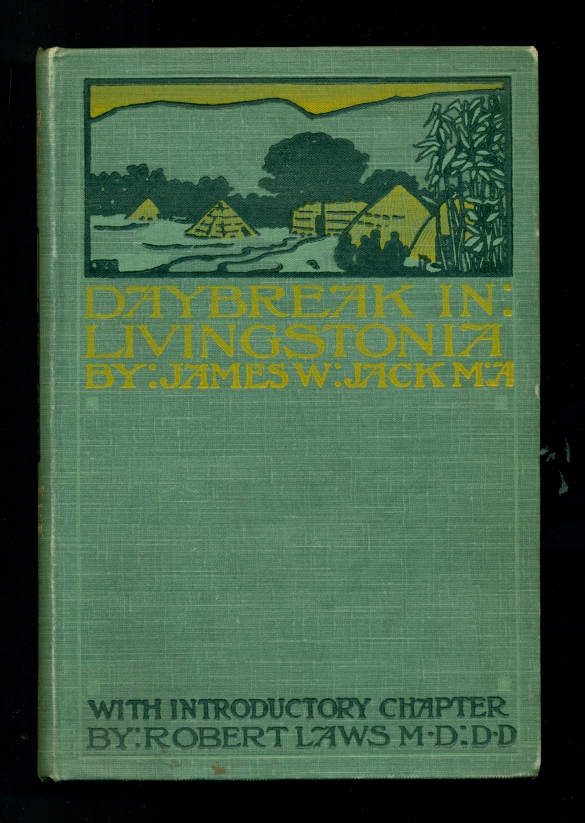 DAYBREAK IN:
LIVINGSTONIA
BY:JAMES W:JACK M:A
WITH INTRODUCTORY CHAPTER
BY:ROBERT LAWS M·D:D·D